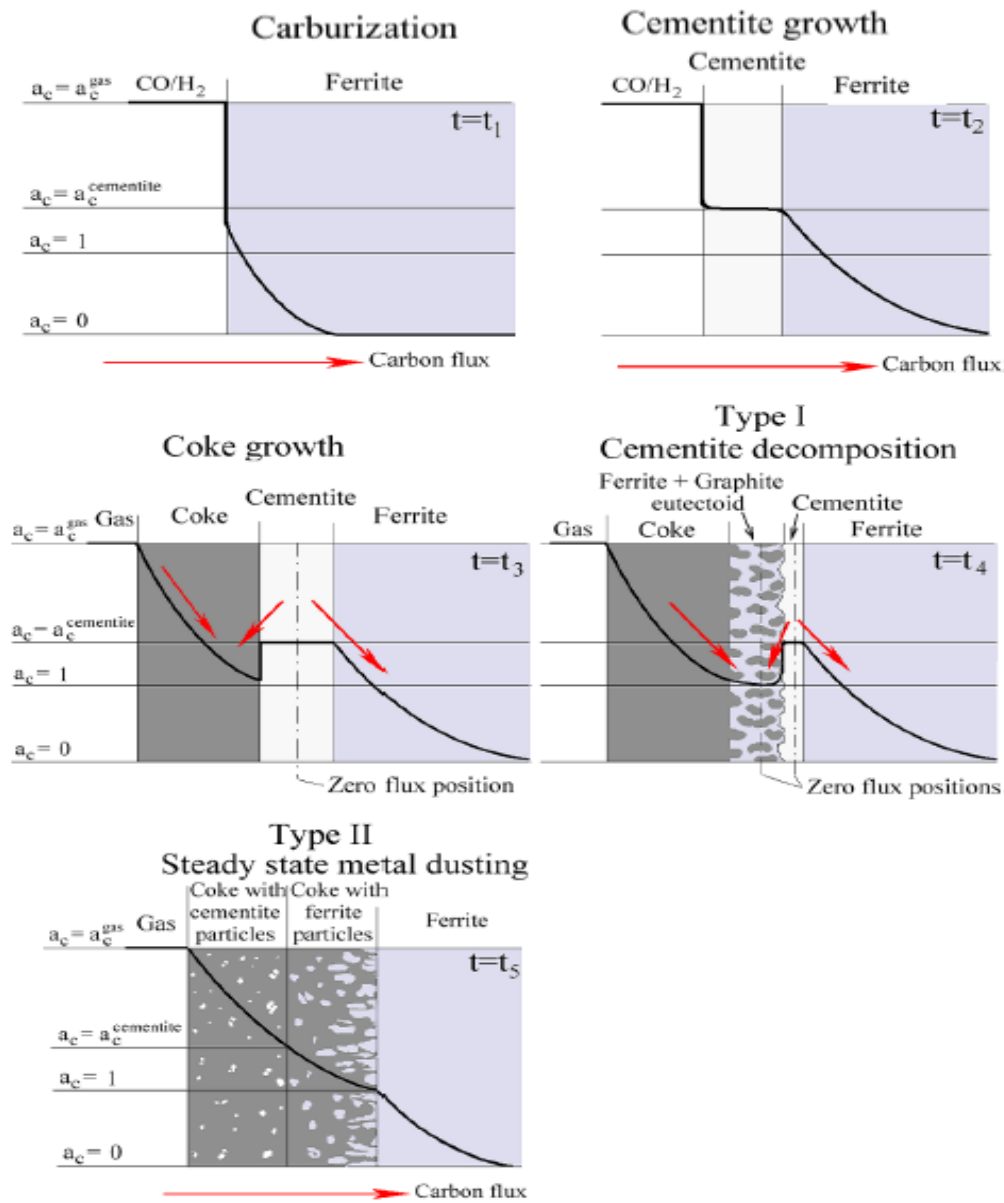 Carburization
a_c = a_c^gas CO/H₂ Ferrite
t=t₁
a_c = a_c^cementite
a_c = 1
a_c = 0
Carbon flux
Cementite growth
Cementite
CO/H₂ Ferrite
t=t₂
Carbon flux
Coke growth
Cementite
a_c = a_c^gas Gas Coke Ferrite
t=t₃
a_c = a_c^cementite
a_c = 1
a_c = 0
Zero flux position
Type I
Cementite decomposition
Ferrite + Graphite
eutectoid Cementite
Gas Coke Ferrite
t=t₄
Zero flux positions
Type II
Steady state metal dusting
Coke with Coke with
cementite ferrite
particles particles
a_c = a_c^gas Gas Ferrite
t=t₅
a_c = a_c^cementite
a_c = 1
a_c = 0
Carbon flux